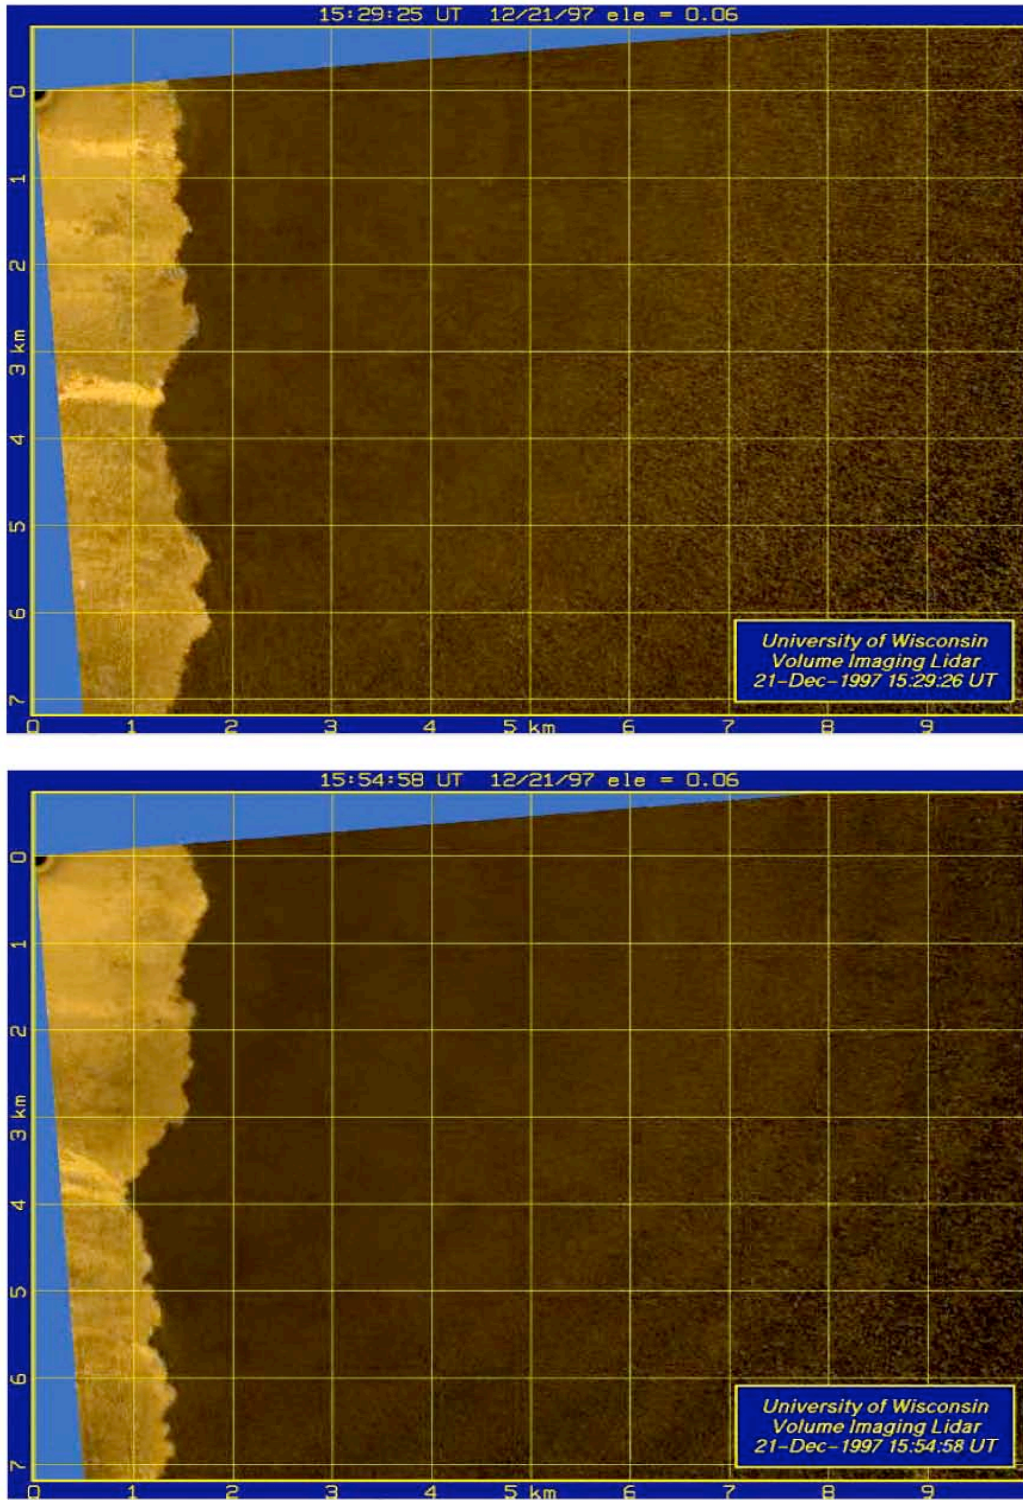 15:29:25 UT 12/21/97 ele = 0.06
0
1
2
3 km
4
5
6
7
University of Wisconsin
Volume Imaging Lidar
21-Dec-1997 15:29:26 UT
0 1 2 3 4 5 km 6 7 8 9
15:54:58 UT 12/21/97 ele = 0.06
0
1
2
3 km
4
5
6
7
University of Wisconsin
Volume Imaging Lidar
21-Dec-1997 15:54:58 UT
0 1 2 3 4 5 km 6 7 8 9